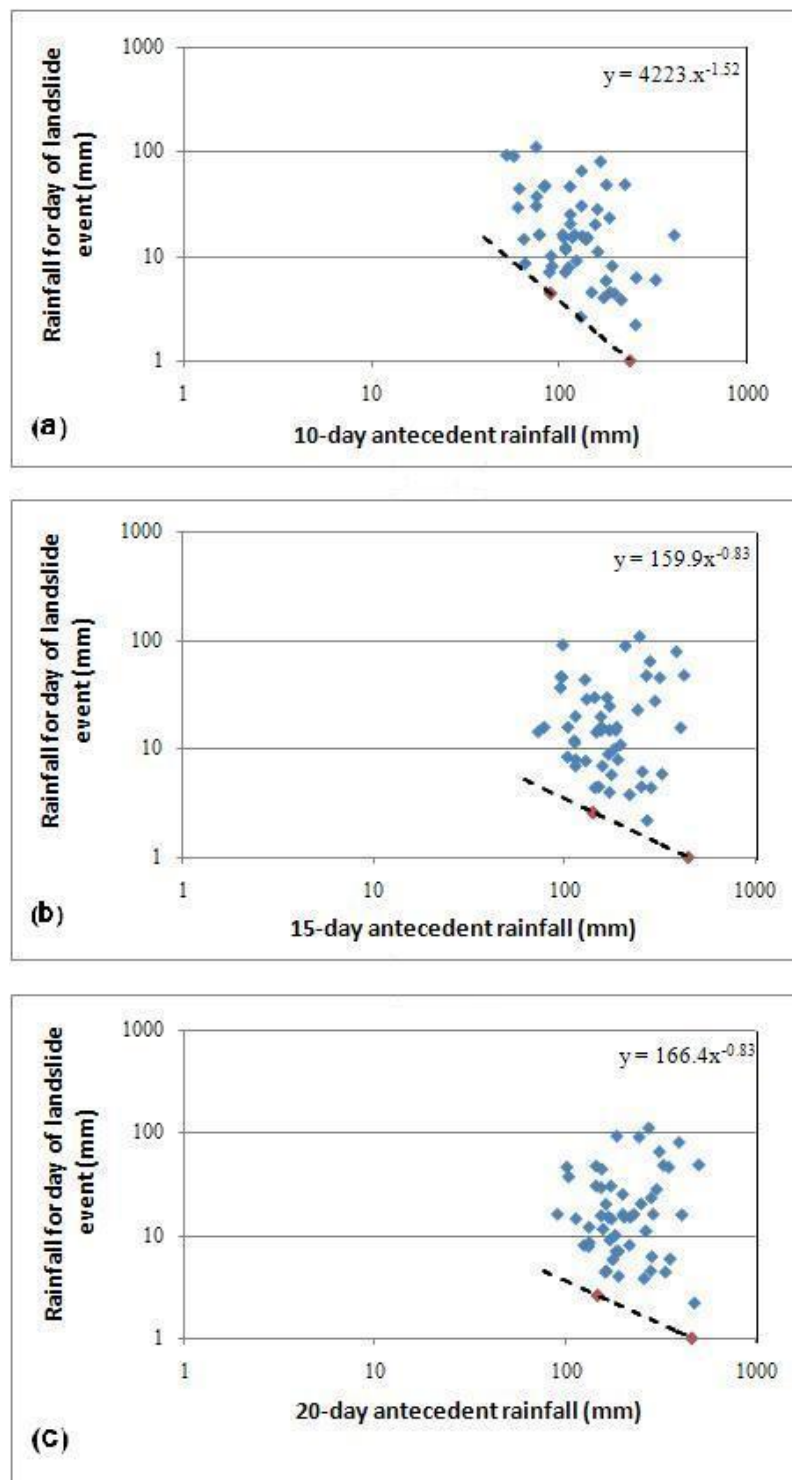 Rainfall for day of landslide
event (mm)
1000
100
10
1
y = 4223.x^-1.52
1
10
100
1000
10-day antecedent rainfall (mm)
(a)
Rainfall for day of landslide
event (mm)
1000
100
10
1
y = 159.9x^-0.83
1
10
100
1000
15-day antecedent rainfall (mm)
(b)
Rainfall for day of landslide
event (mm)
1000
100
10
1
y = 166.4x^-0.83
1
10
100
1000
20-day antecedent rainfall (mm)
(c)